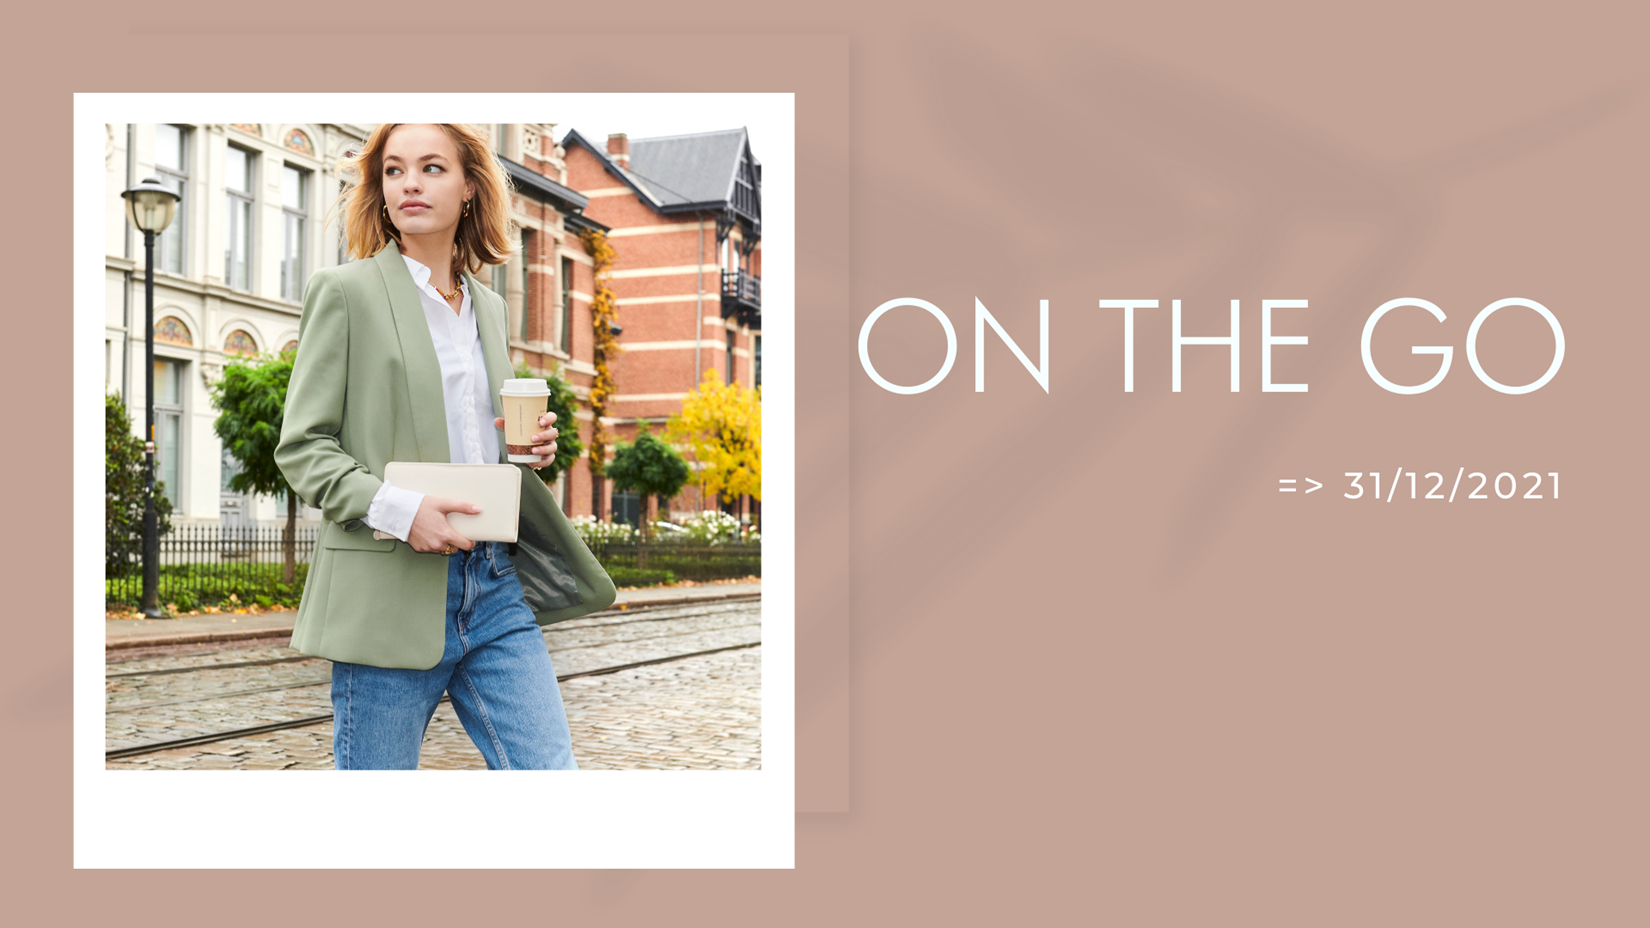 ON THE GO
=> 31/12/2021